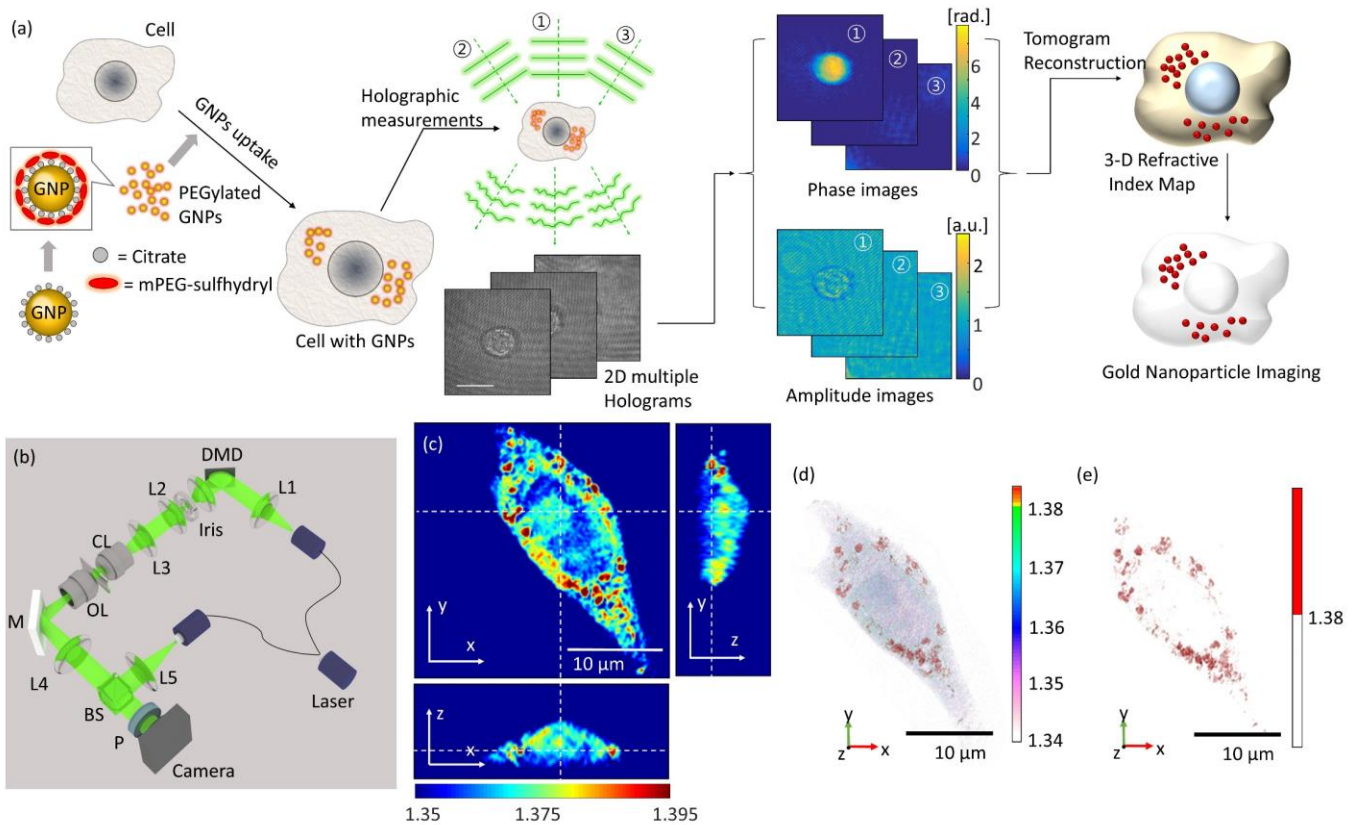 (a)
Cell
GNPs uptake
GNP
PEGylated
GNPs
= Citrate
= mPEG-sulfhydryl
GNP
Cell with GNPs
Holographic
measurements
①
②
③
2D multiple
Holograms
[rad.]
①
②
③
6
4
2
0
Phase images
[a.u.]
①
②
③
2
1
0
Amplitude images
Tomogram
Reconstruction
3-D Refractive
Index Map
Gold Nanoparticle Imaging
(b)
DMD
L1
L2
Iris
CL
L3
OL
M
L4
L5
BS
P
Laser
Camera
(c)
y
x
10 μm
z
z
x
1.35
1.375
1.395
(d)
y
z
x
10 μm
1.38
1.37
1.36
1.35
1.34
(e)
y
z
x
10 μm
1.38